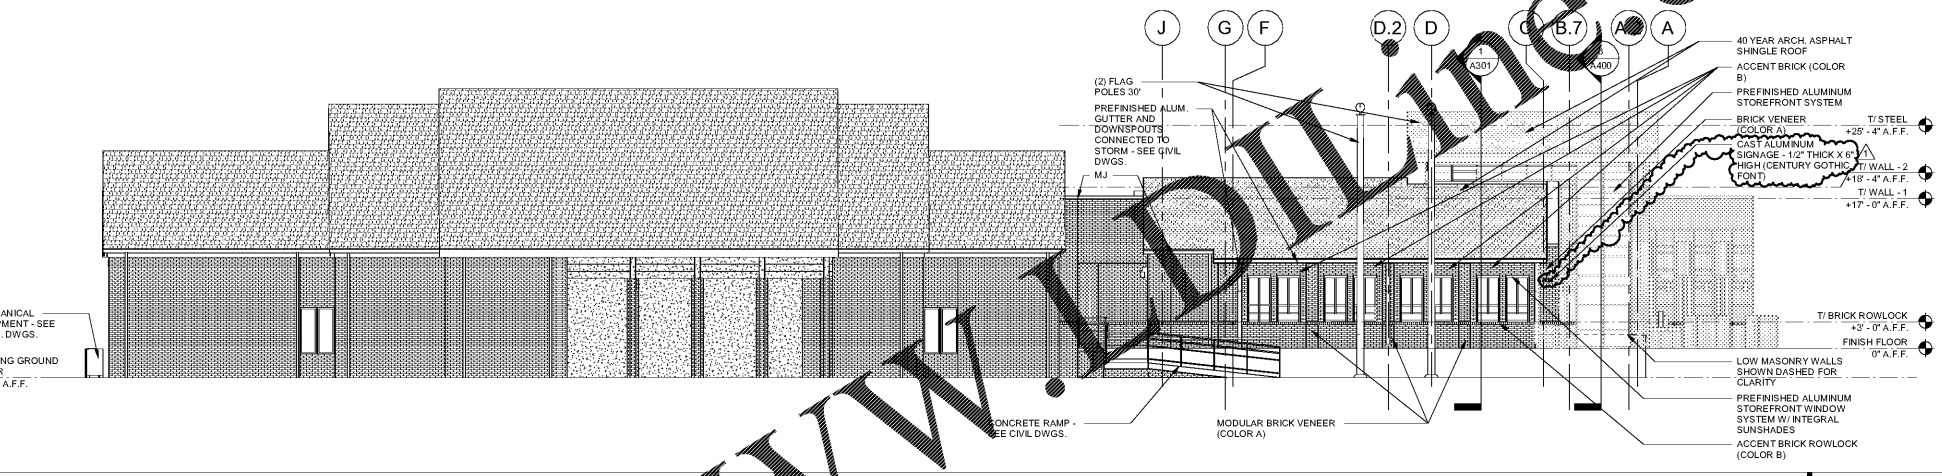 J
G
F
D.2
D
C
B.7
A
1
A301
A400
(2) FLAG
POLES 30'
PREFINISHED ALUM.
GUTTER AND
DOWNSPOUTS
CONNECTED TO
STORM - SEE CIVIL
DWGS.
MJ
40 YEAR ARCH. ASPHALT
SHINGLE ROOF
ACCENT BRICK (COLOR
B)
PREFINISHED ALUMINUM
STOREFRONT SYSTEM
BRICK VENEER
(COLOR A)
CAST ALUMINUM
SIGNAGE - 1/2" THICK X 6"
HIGH (CENTURY GOTHIC
FONT)
1
T/ STEEL
+25' - 4" A.F.F.
T/ WALL - 2
+18' - 4" A.F.F.
T/ WALL - 1
+17' - 0" A.F.F.
T/ BRICK ROWLOCK
+3' - 0" A.F.F.
FINISH FLOOR
0" A.F.F.
LOW MASONRY WALLS
SHOWN DASHED FOR
CLARITY
PREFINISHED ALUMINUM
STOREFRONT WINDOW
SYSTEM W/ INTEGRAL
SUNSHADES
ACCENT BRICK ROWLOCK
(COLOR B)
ANICAL
PMENT - SEE
. DWGS.
NG GROUND
R
A.F.F.
CONCRETE RAMP -
SEE CIVIL DWGS.
MODULAR BRICK VENEER
(COLOR A)
VW.LDILine.